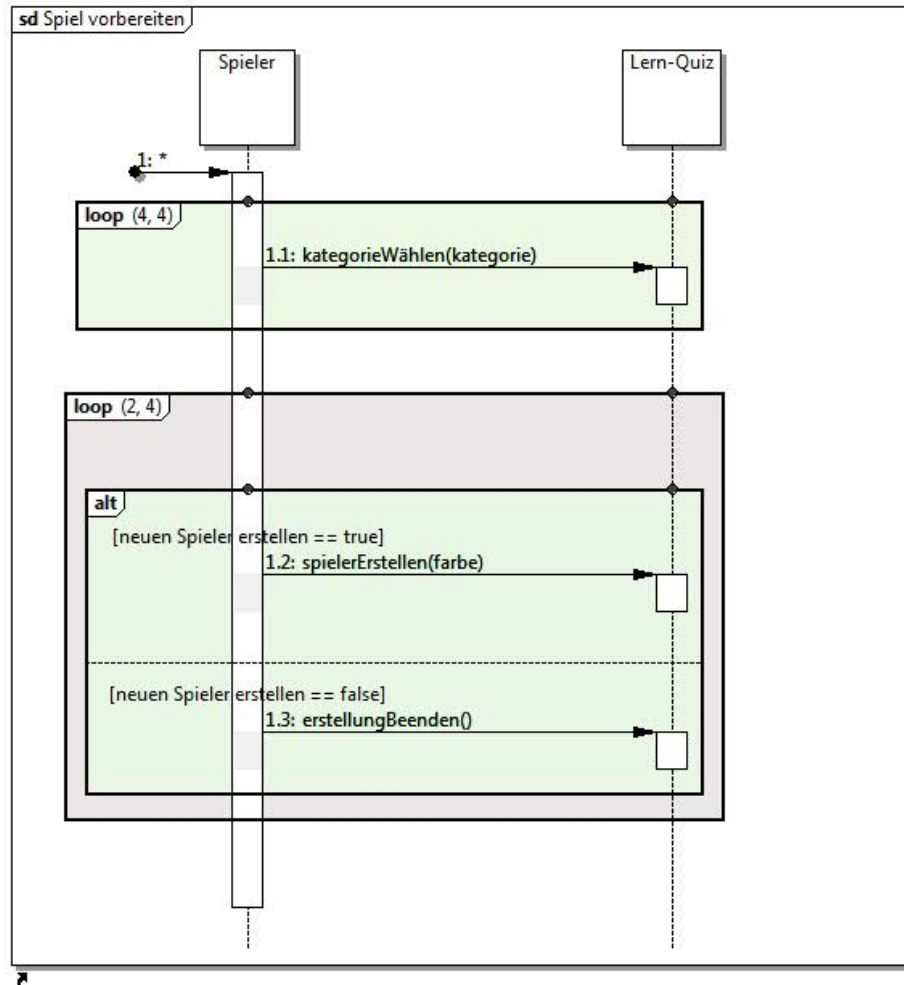 sd Spiel vorbereiten
Spieler
Lern-Quiz
1: *
loop (4, 4)
1.1: kategorieWählen(kategorie)
loop (2, 4)
alt
[neuen Spieler erstellen == true]
1.2: spielerErstellen(farbe)
[neuen Spieler erstellen == false]
1.3: erstellungBeenden()